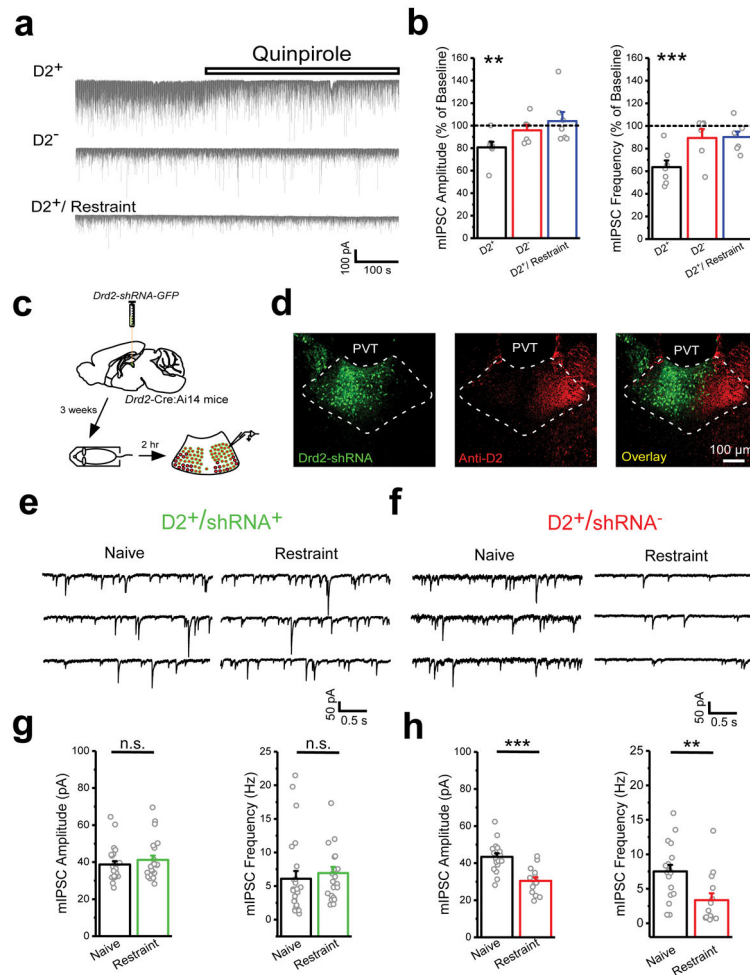 a
Quinpirole
D2⁺
D2⁻
D2⁺/ Restraint
100 pA
100 s
b
mIPSC Amplitude (% of Baseline)
160
140
120
100
80
60
40
20
0
**
D2⁺
D2⁻
D2⁺/ Restraint
mIPSC Frequency (% of Baseline)
160
140
120
100
80
60
40
20
0
***
D2⁺
D2⁻
D2⁺/ Restraint
c
Drd2-shRNA-GFP
Drd2-Cre:Ai14 mice
3 weeks
2 hr
d
PVT
Drd2-shRNA
PVT
Anti-D2
PVT
Overlay
100 µm
e
D2⁺/shRNA⁺
Naive Restraint
50 pA
0.5 s
f
D2⁺/shRNA⁻
Naive Restraint
50 pA
0.5 s
g
mIPSC Amplitude (pA)
100
80
60
40
20
0
n.s.
Naive
Restraint
mIPSC Frequency (Hz)
25
20
15
10
5
0
n.s.
Naive
Restraint
h
mIPSC Amplitude (pA)
100
80
60
40
20
0
***
Naive
Restraint
mIPSC Frequency (Hz)
25
20
15
10
5
0
**
Naive
Restraint